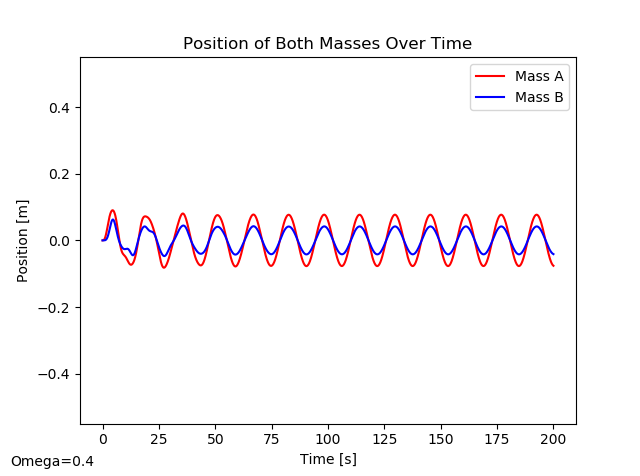 Position of Both Masses Over Time
Mass A
Mass B
Position [m]
0.4
0.2
0.0
−0.2
−0.4
0 25 50 75 100 125 150 175 200
Time [s]
Omega=0.4